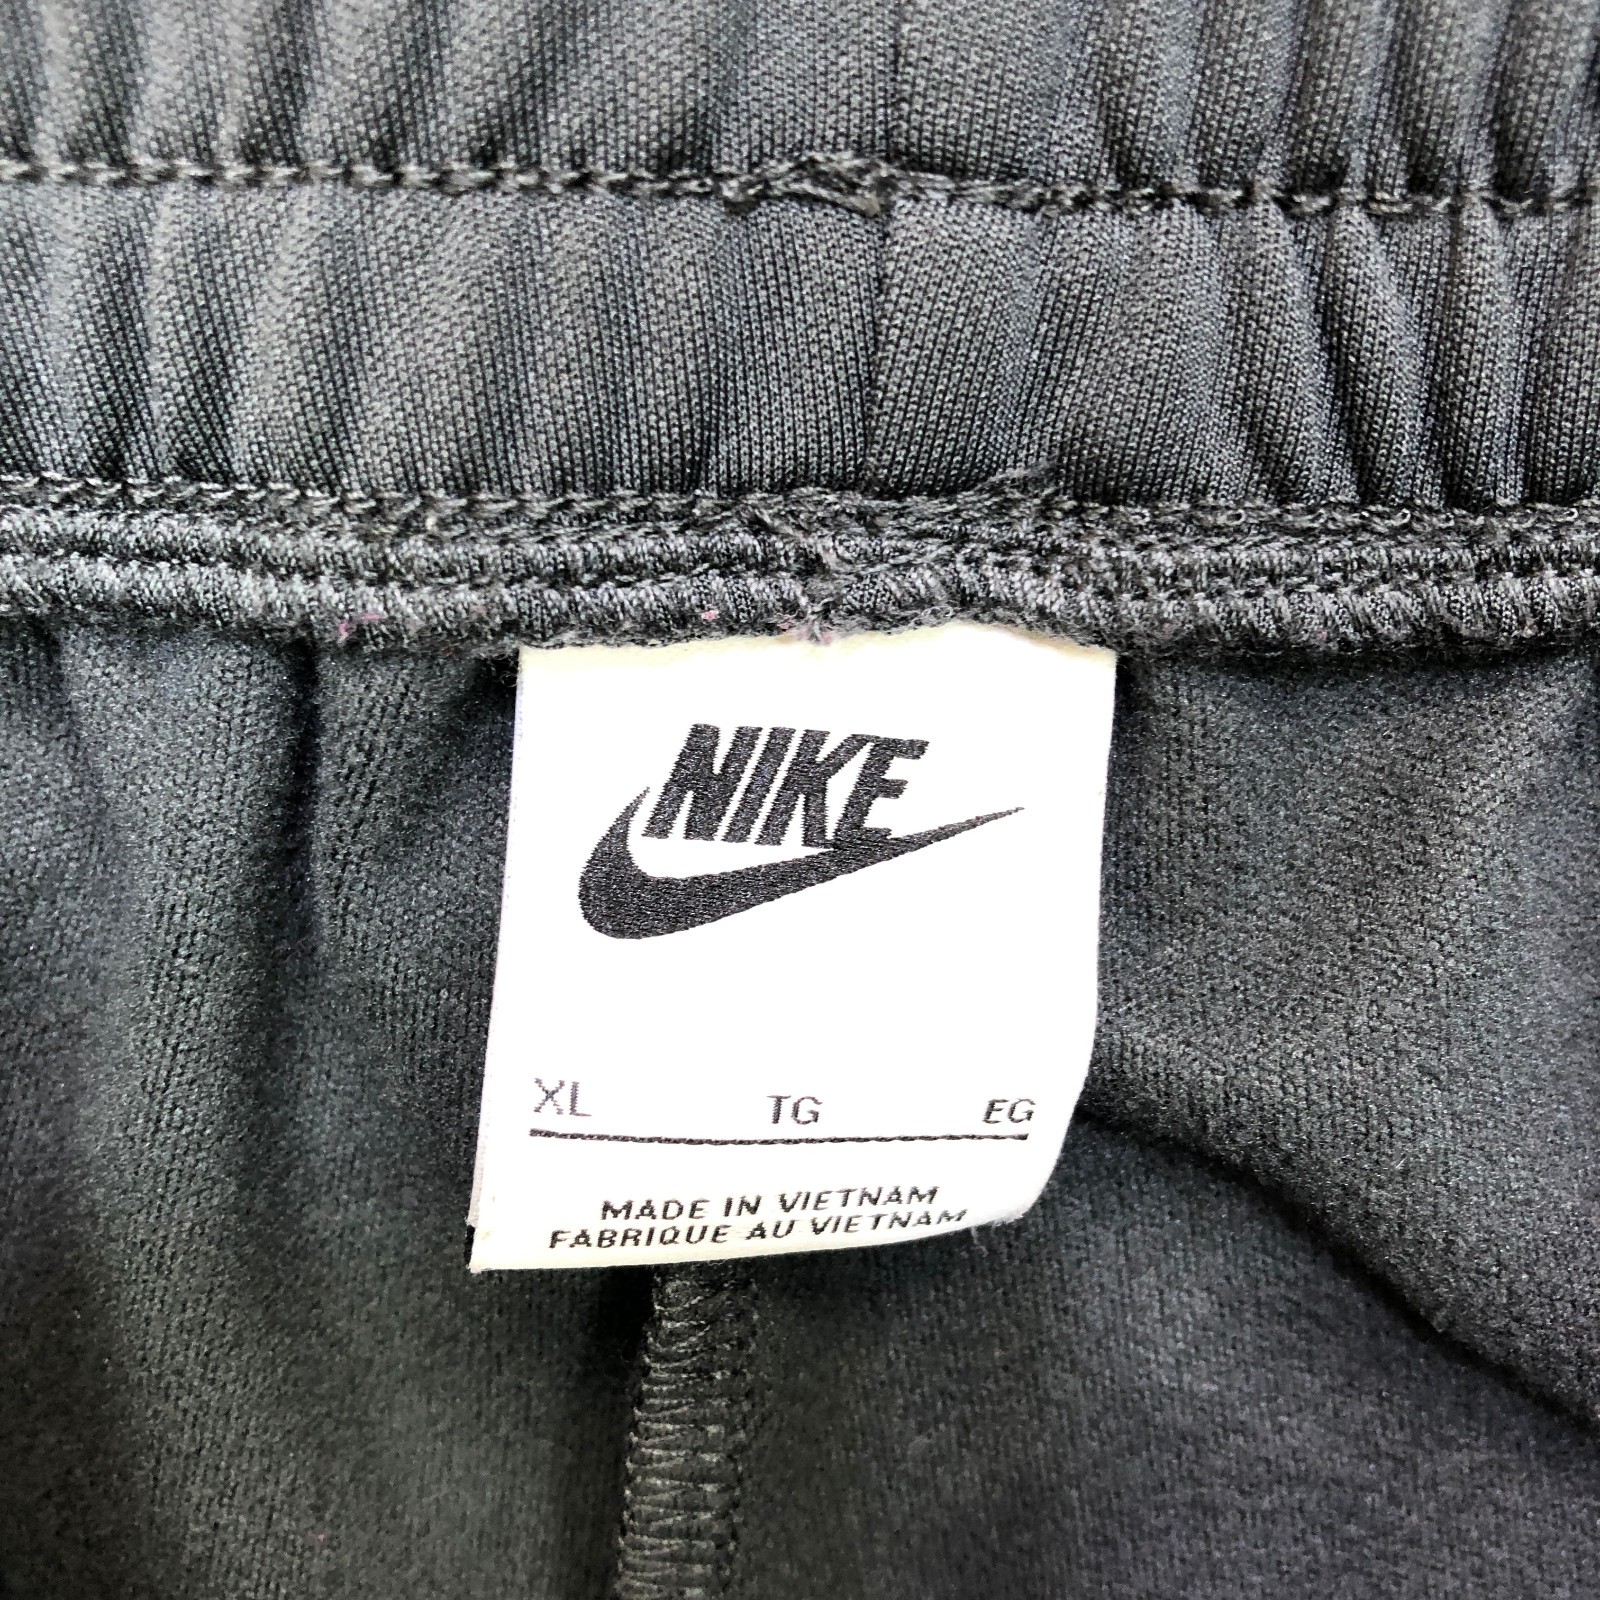 NIKE
XL TG EG
MADE IN VIETNAM
FABRIQUE AU VIETNAM